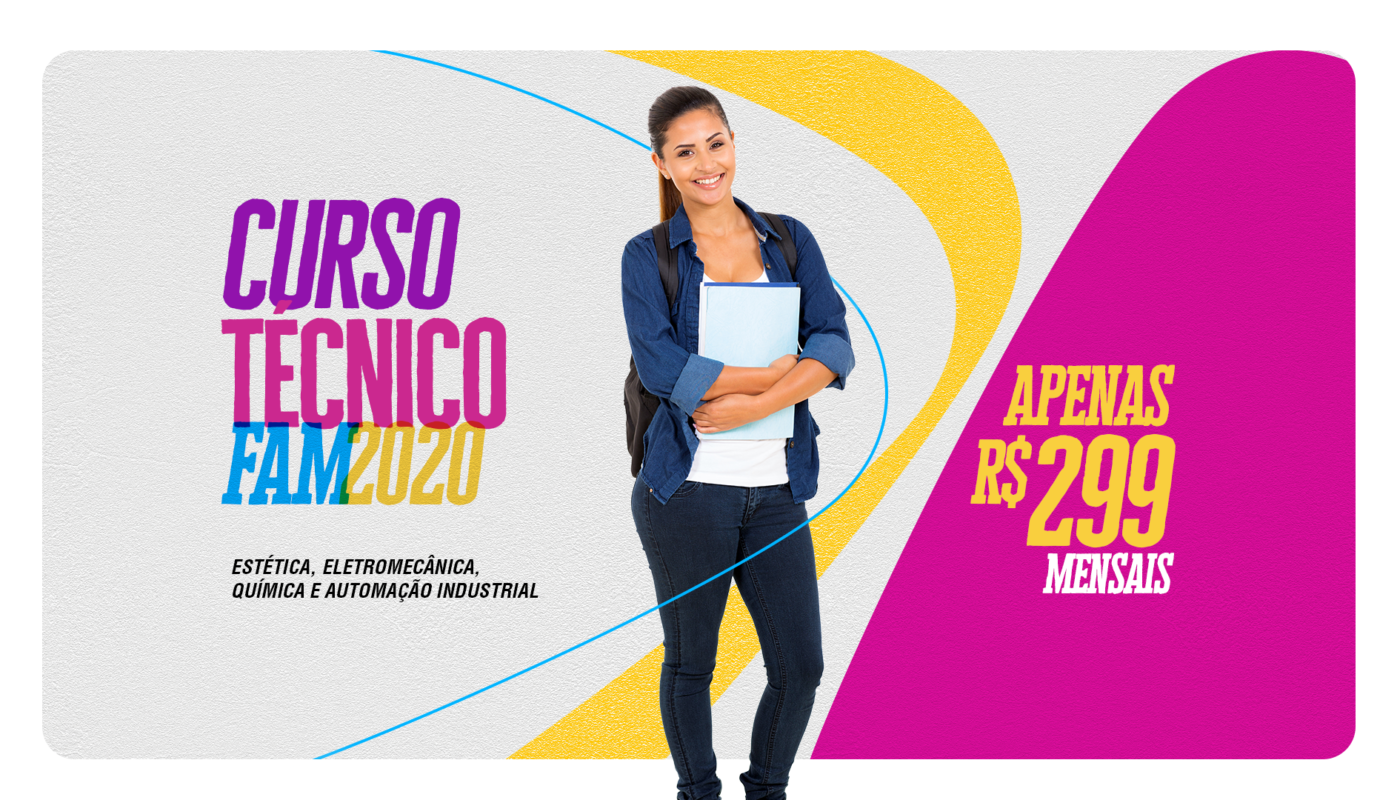 CURSO
TÉCNICO
FAM2020
ESTÉTICA, ELETROMECÂNICA,
QUÍMICA E AUTOMAÇÃO INDUSTRIAL
APENAS
R$299
MENSAIS